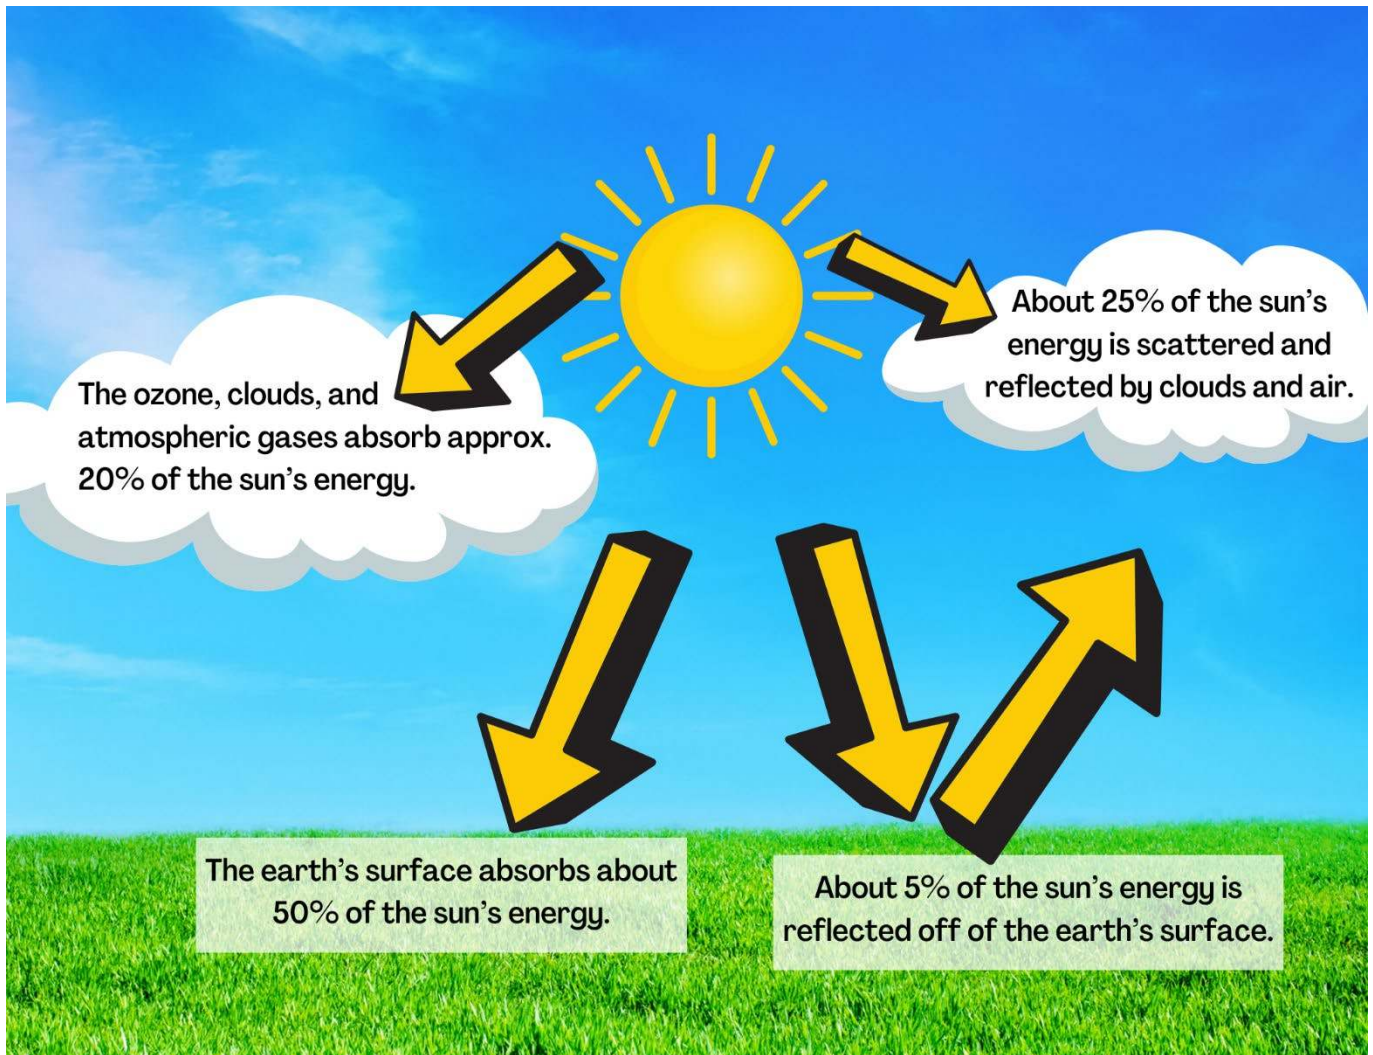 The ozone, clouds, and
atmospheric gases absorb approx.
20% of the sun's energy.
About 25% of the sun's
energy is scattered and
reflected by clouds and air.
The earth's surface absorbs about
50% of the sun's energy.
About 5% of the sun's energy is
reflected off of the earth's surface.